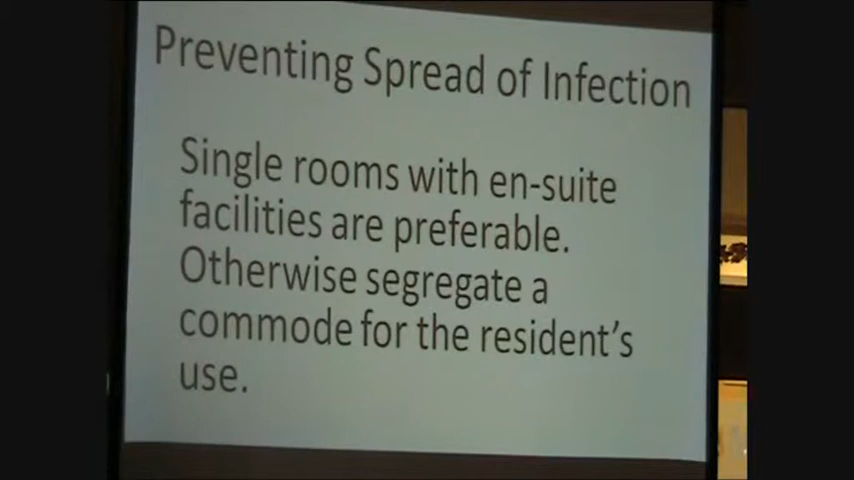 Preventing Spread of Infection
Single rooms with en-suite
facilities are preferable.
Otherwise segregate a
commode for the resident’s
use.